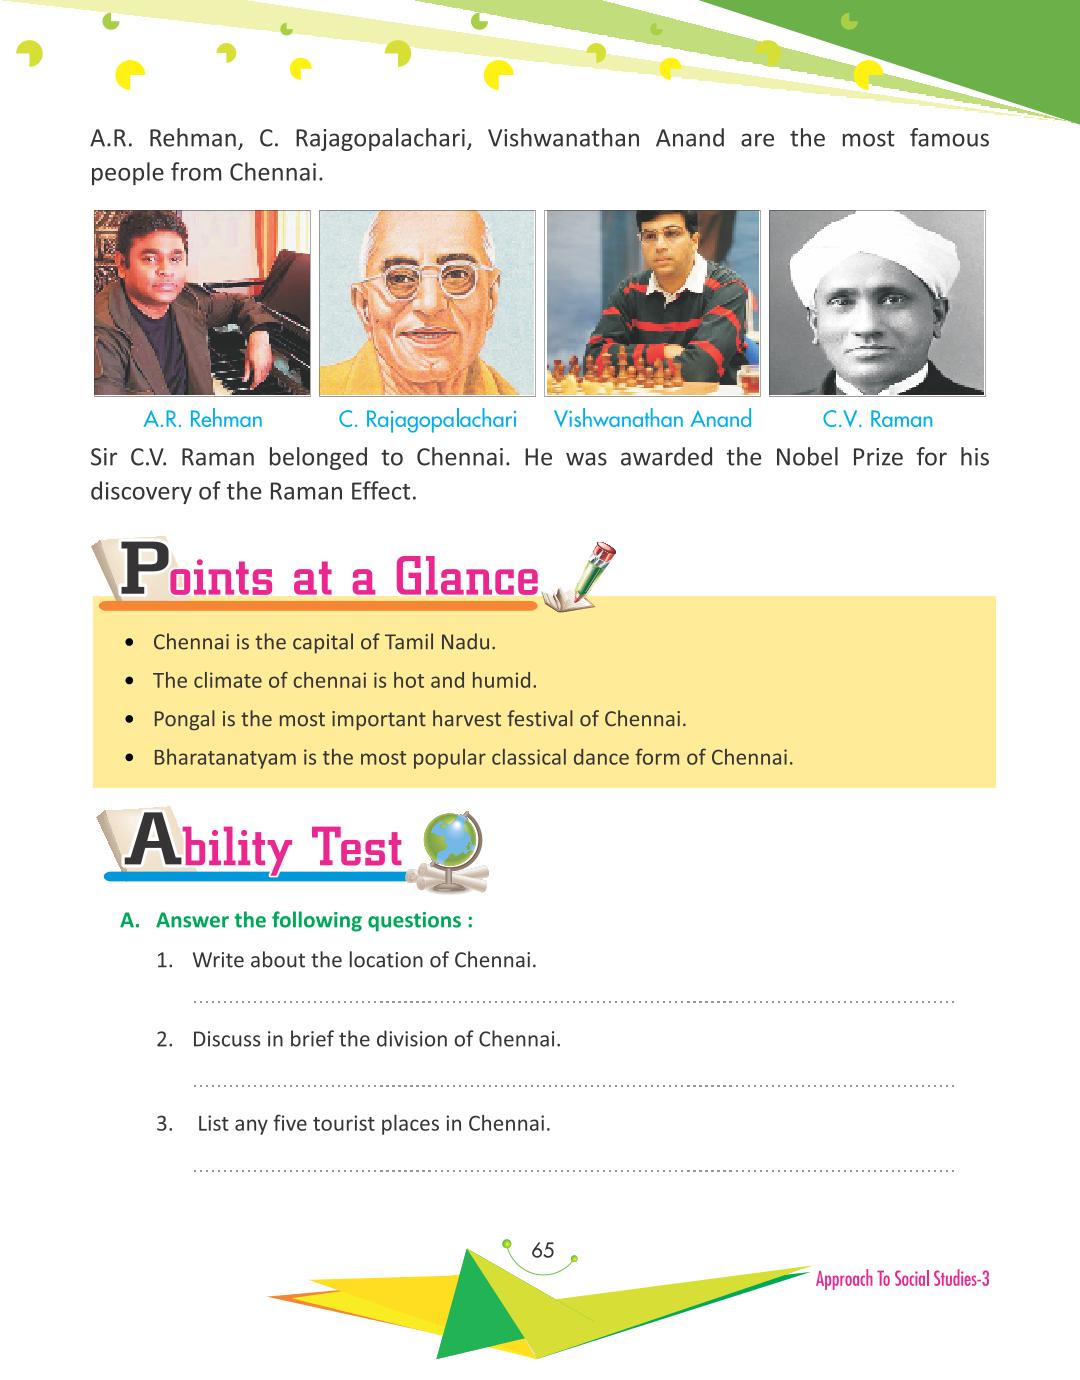 A.R. Rehman, C. Rajagopalachari, Vishwanathan Anand are the most famous
people from Chennai.
A.R. Rehman
C. Rajagopalachari
Vishwanathan Anand
C.V. Raman
Sir C.V. Raman belonged to Chennai. He was awarded the Nobel Prize for his
discovery of the Raman Effect.
Points at a Glance
• Chennai is the capital of Tamil Nadu.
• The climate of chennai is hot and humid.
• Pongal is the most important harvest festival of Chennai.
• Bharatanatyam is the most popular classical dance form of Chennai.
Ability Test
A. Answer the following questions :
1. Write about the location of Chennai.
2. Discuss in brief the division of Chennai.
3. List any five tourist places in Chennai.
65
Approach To Social Studies-3